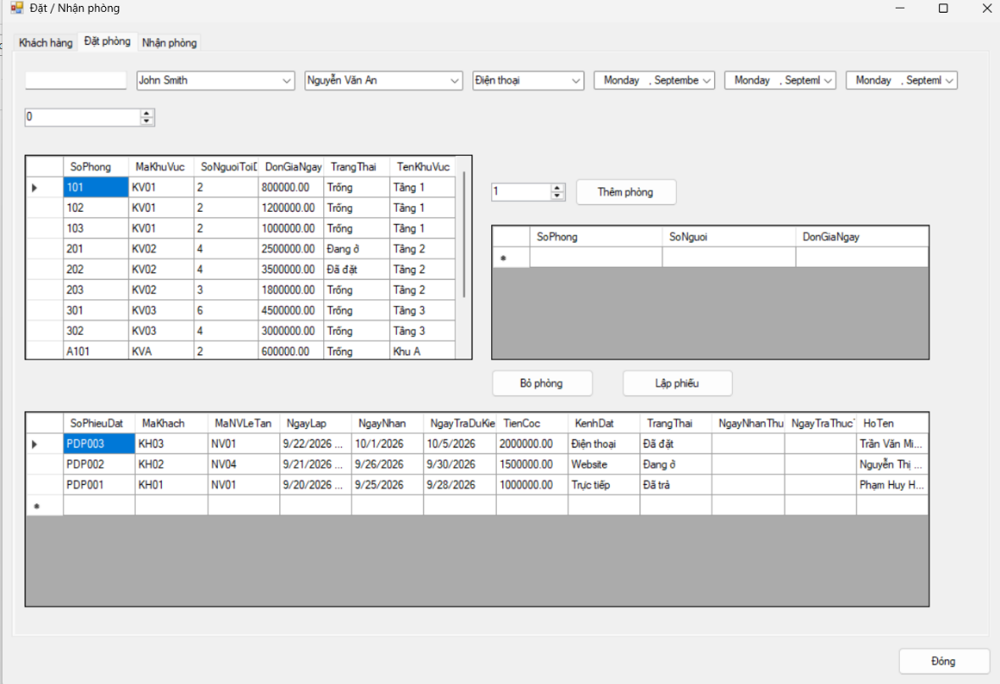 Đặt / Nhận phòng
Khách hàng Đặt phòng Nhận phòng
John Smith Nguyễn Văn An Điện thoại Monday , Septembe Monday , Septeml Monday , Septeml
0
SoPhong MaKhuVuc SoNguoiToiD DonGiaNgay TrangThai TenKhuVuc
101 KV01 2 800000.00 Trống Tầng 1
102 KV01 2 1200000.00 Trống Tầng 1
103 KV01 2 1000000.00 Trống Tầng 1
201 KV02 4 2500000.00 Đang ở Tầng 2
202 KV02 4 3500000.00 Đã đặt Tầng 2
203 KV02 3 1800000.00 Trống Tầng 2
301 KV03 6 4500000.00 Trống Tầng 3
302 KV03 4 3000000.00 Trống Tầng 3
A101 KVA 2 600000.00 Trống Khu A
1 Thêm phòng
SoPhong SoNguoi DonGiaNgay
Bỏ phòng Lập phiếu
SoPhieuDat MaKhach MaNVLeTan NgayLap NgayNhan NgayTraDuKie TienCoc KenhDat TrangThai NgayNhanThu NgayTraThuc HoTen
PDP003 KH03 NV01 9/22/2026 ... 10/1/2026 10/5/2026 2000000.00 Điện thoại Đã đặt Trần Văn Mi...
PDP002 KH02 NV04 9/21/2026 ... 9/26/2026 9/30/2026 1500000.00 Website Đang ở Nguyễn Thị ...
PDP001 KH01 NV01 9/20/2026 ... 9/25/2026 9/28/2026 1000000.00 Trực tiếp Đã trả Phạm Huy H...
Đóng